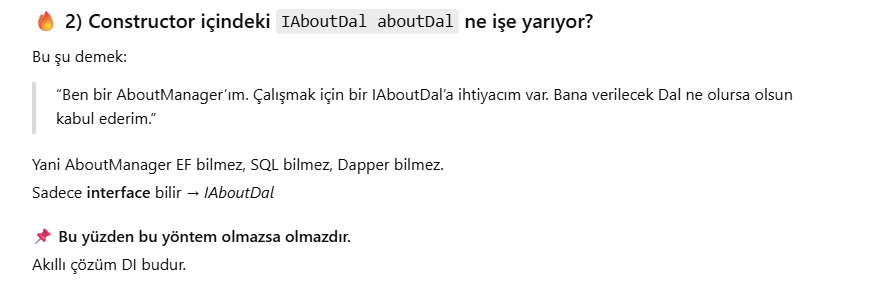 🔥 2) Constructor içindeki IAboutDal aboutDal ne işe yarıyor?
Bu şu demek:
“Ben bir AboutManager’ım. Çalışmak için bir IAboutDal’a ihtiyacım var. Bana verilecek Dal ne olursa olsun
kabul ederim.”
Yani AboutManager EF bilmez, SQL bilmez, Dapper bilmez.
Sadece interface bilir → IAboutDal
📌 Bu yüzden bu yöntem olmazsa olmazdır.
Akıllı çözüm DI budur.